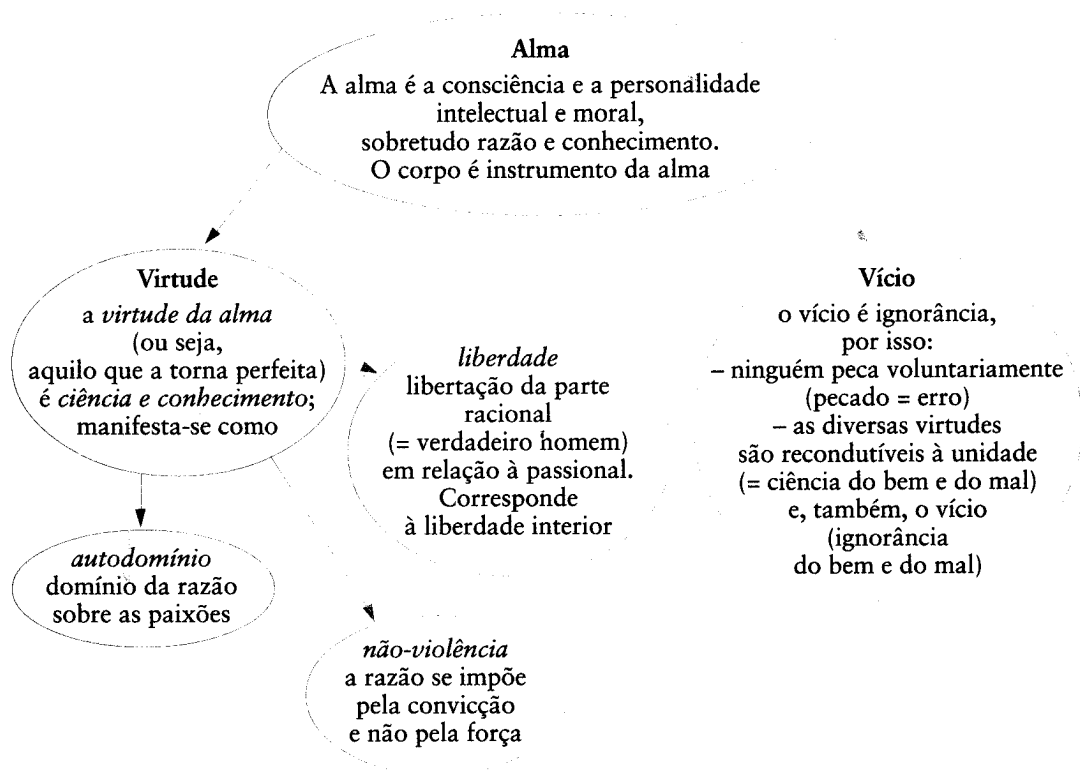 Alma
A alma é a consciência e a personalidade
intelectual e moral,
sobretudo razão e conhecimento.
O corpo é instrumento da alma
Virtude
a virtude da alma
(ou seja,
aquilo que a torna perfeita)
é ciência e conhecimento;
manifesta-se como
liberdade
libertação da parte
racional
(= verdadeiro homem)
em relação à passional.
Corresponde
à liberdade interior
Vício
o vício é ignorância,
por isso:
– ninguém peca voluntariamente
(pecado = erro)
– as diversas virtudes
são recondutíveis à unidade
(= ciência do bem e do mal)
e, também, o vício
(ignorância
do bem e do mal)
autodomínio
domínio da razão
sobre as paixões
não-violência
a razão se impõe
pela convicção
e não pela força